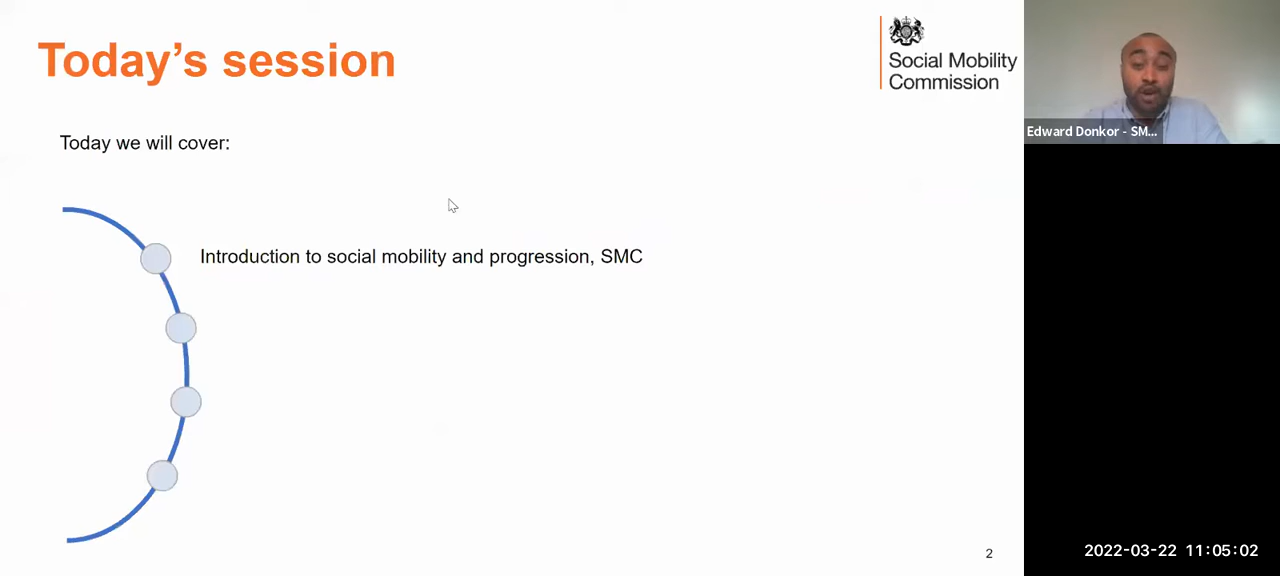 Today's session
Social Mobility
Commission
Edward Donkor - SM...
Today we will cover:
Introduction to social mobility and progression, SMC
2
2022-03-22 11:05:02